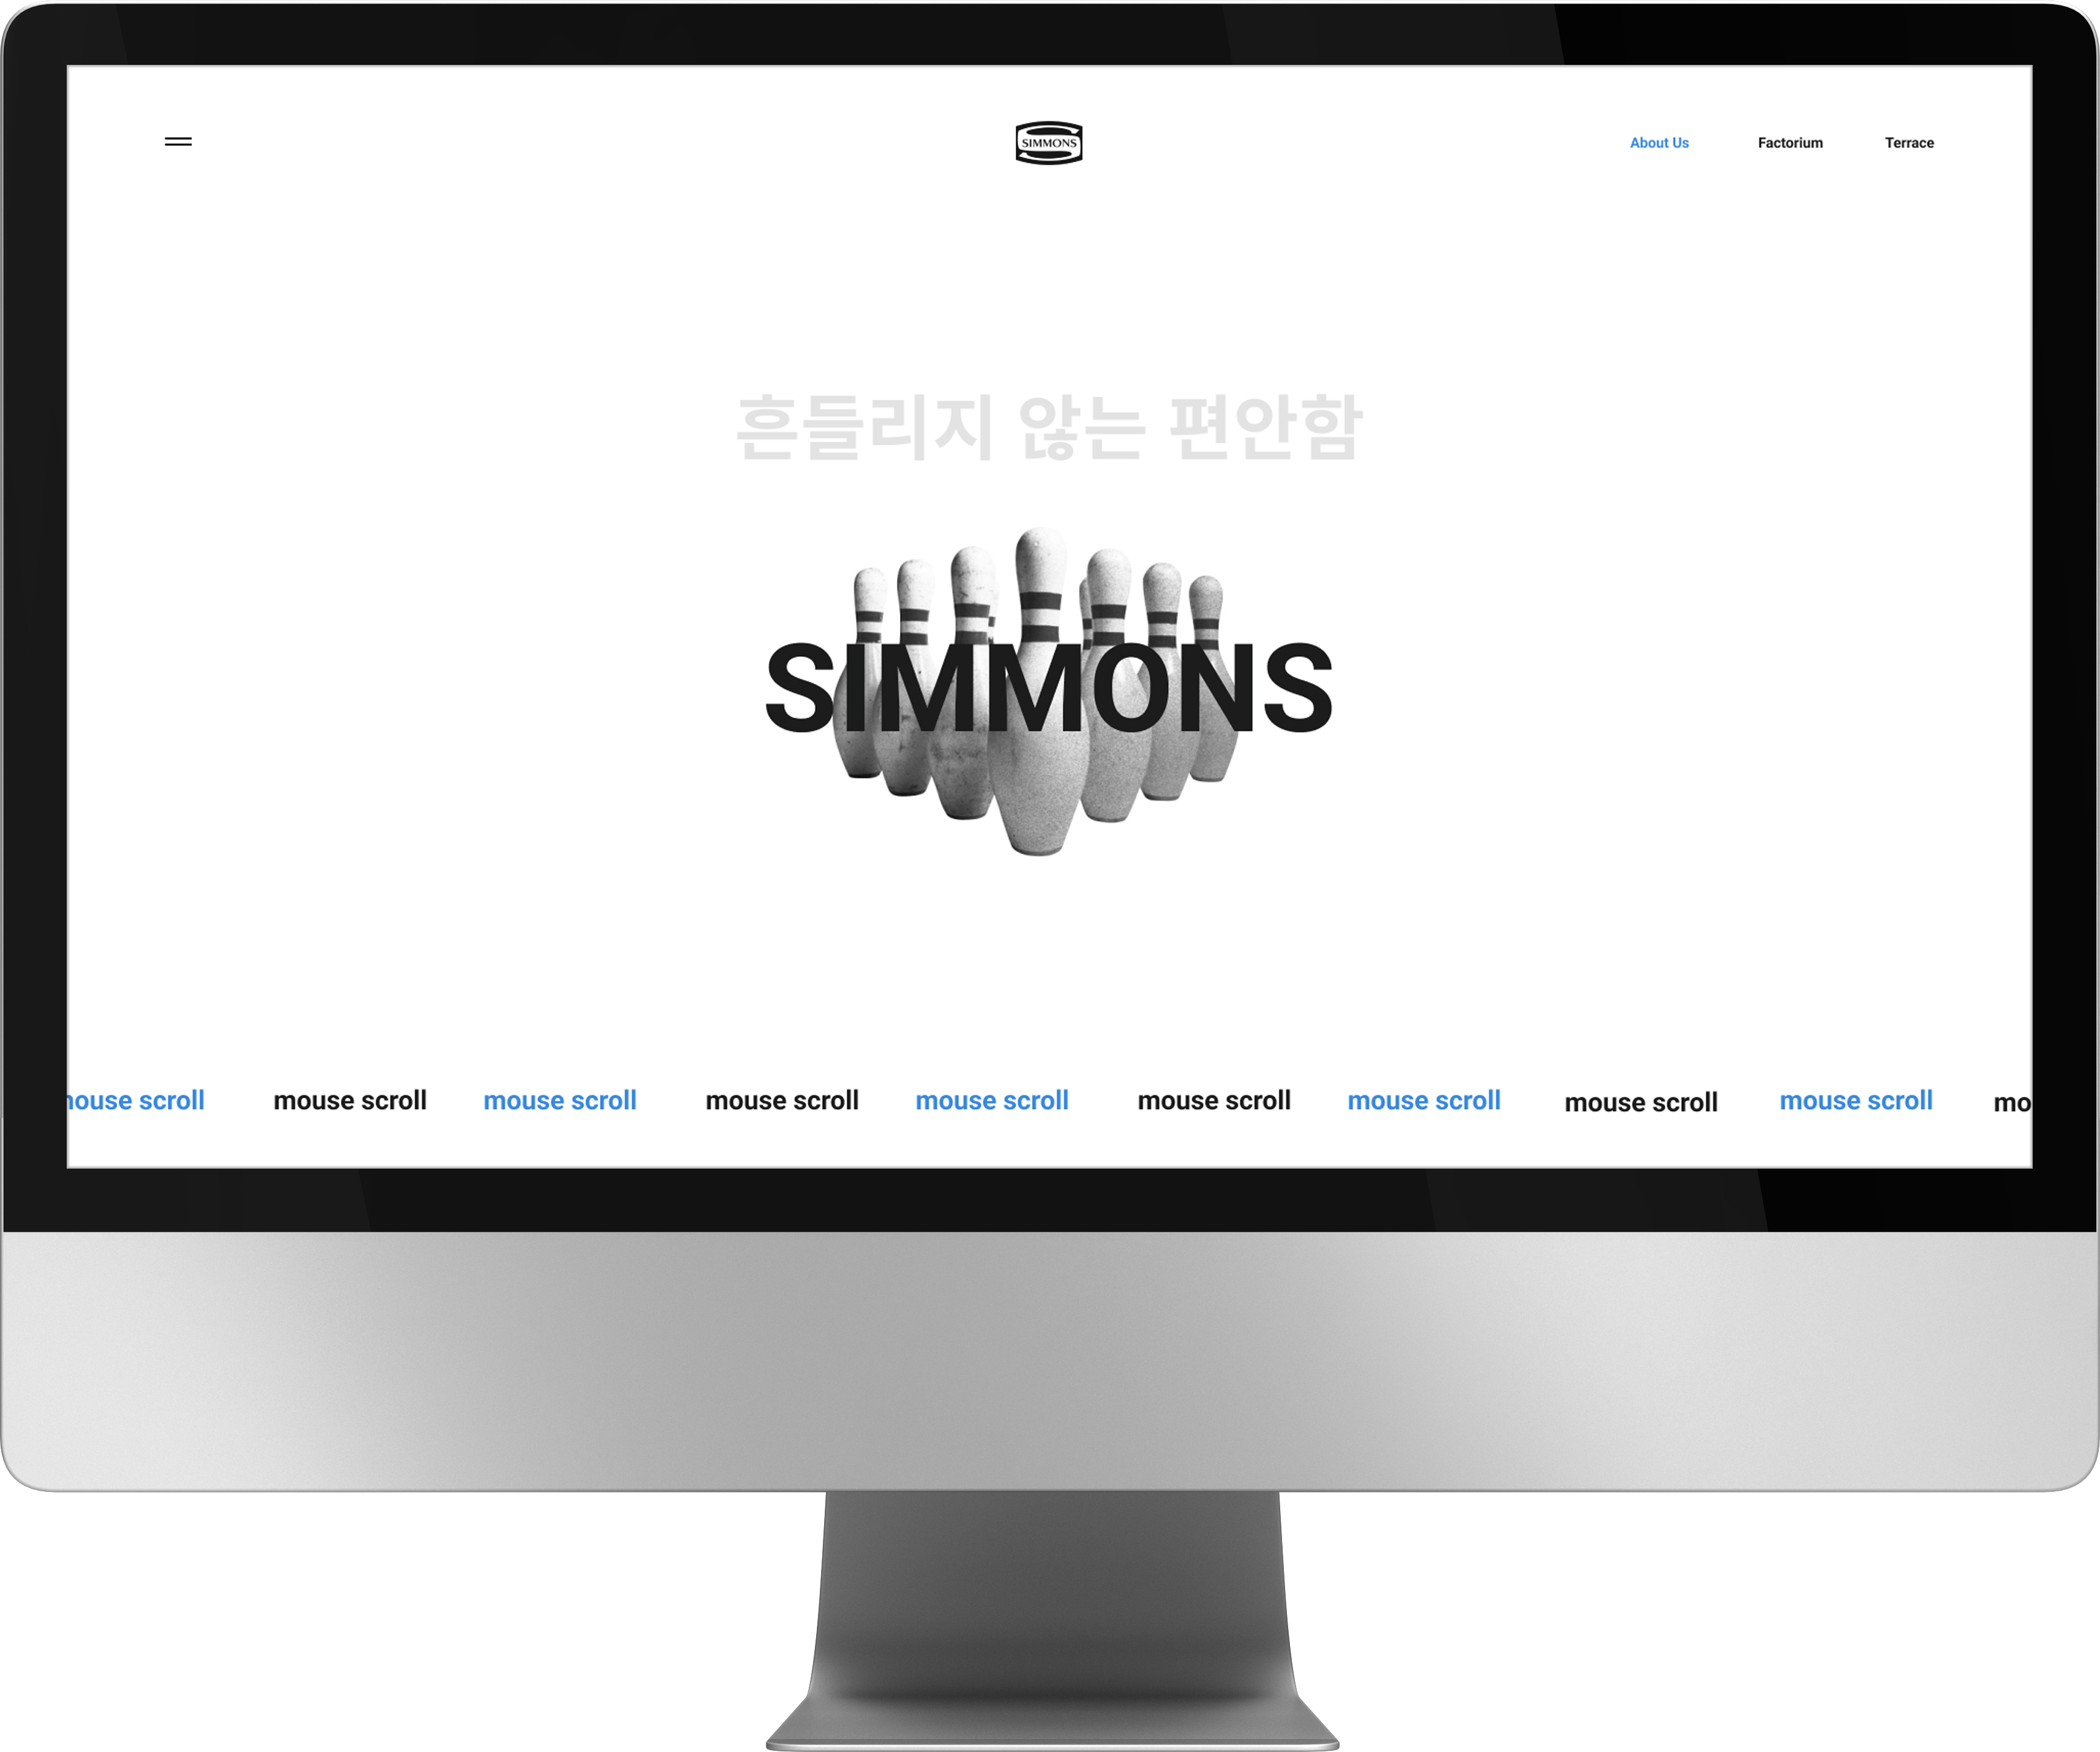 SIMMONS
About Us Factorium Terrace
흔들리지 않는 편안함
SIMMONS
mouse scroll mouse scroll mouse scroll mouse scroll mouse scroll mouse scroll mouse scroll mouse scroll mouse scroll mo